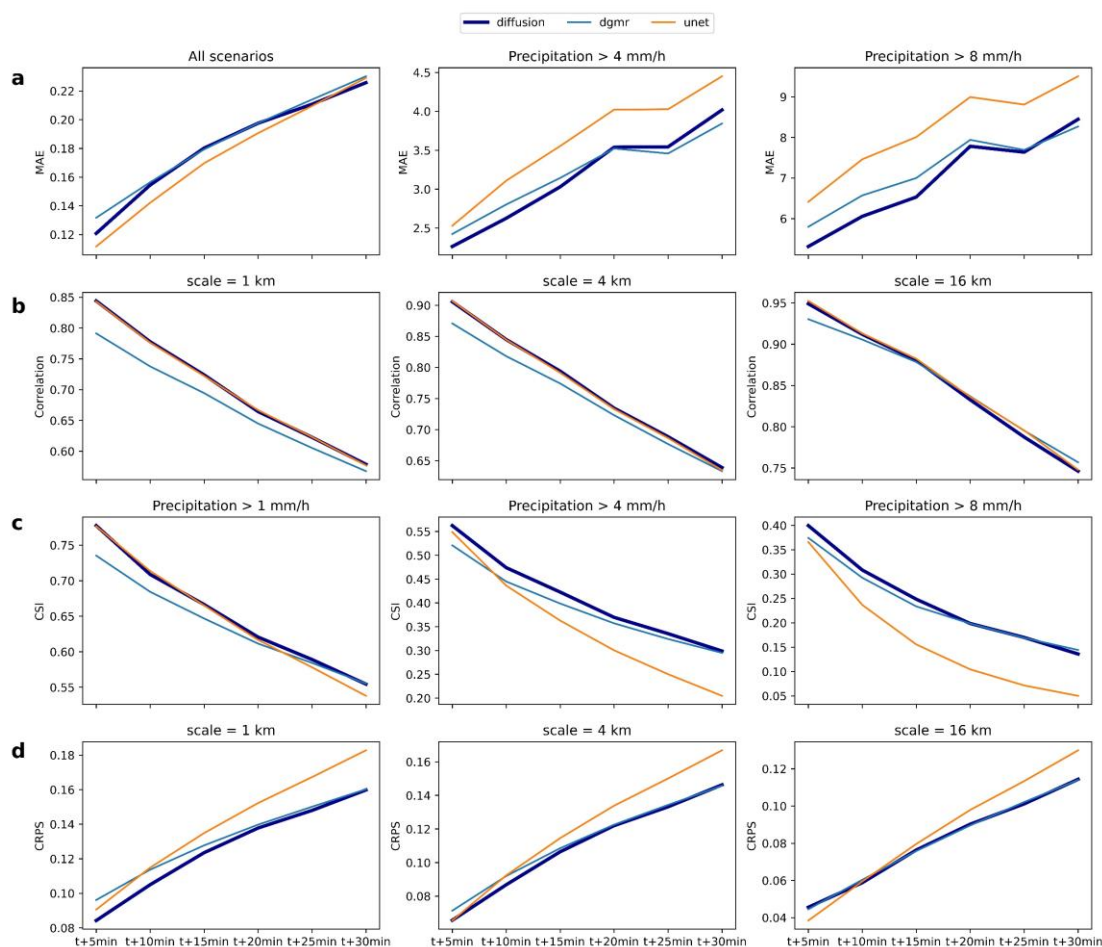 diffusion dgmr unet
a
All scenarios
MAE
0.22
0.20
0.18
0.16
0.14
0.12
Precipitation > 4 mm/h
MAE
4.5
4.0
3.5
3.0
2.5
Precipitation > 8 mm/h
MAE
9
8
7
6
b
scale = 1 km
Correlation
0.85
0.80
0.75
0.70
0.65
0.60
scale = 4 km
Correlation
0.90
0.85
0.80
0.75
0.70
0.65
scale = 16 km
Correlation
0.95
0.90
0.85
0.80
0.75
c
Precipitation > 1 mm/h
CSI
0.75
0.70
0.65
0.60
0.55
Precipitation > 4 mm/h
CSI
0.55
0.50
0.45
0.40
0.35
0.30
0.25
0.20
Precipitation > 8 mm/h
CSI
0.40
0.35
0.30
0.25
0.20
0.15
0.10
0.05
d
scale = 1 km
CRPS
0.18
0.16
0.14
0.12
0.10
0.08
t+5min t+10min t+15min t+20min t+25min t+30min
scale = 4 km
CRPS
0.16
0.14
0.12
0.10
0.08
t+5min t+10min t+15min t+20min t+25min t+30min
scale = 16 km
CRPS
0.12
0.10
0.08
0.06
0.04
t+5min t+10min t+15min t+20min t+25min t+30min